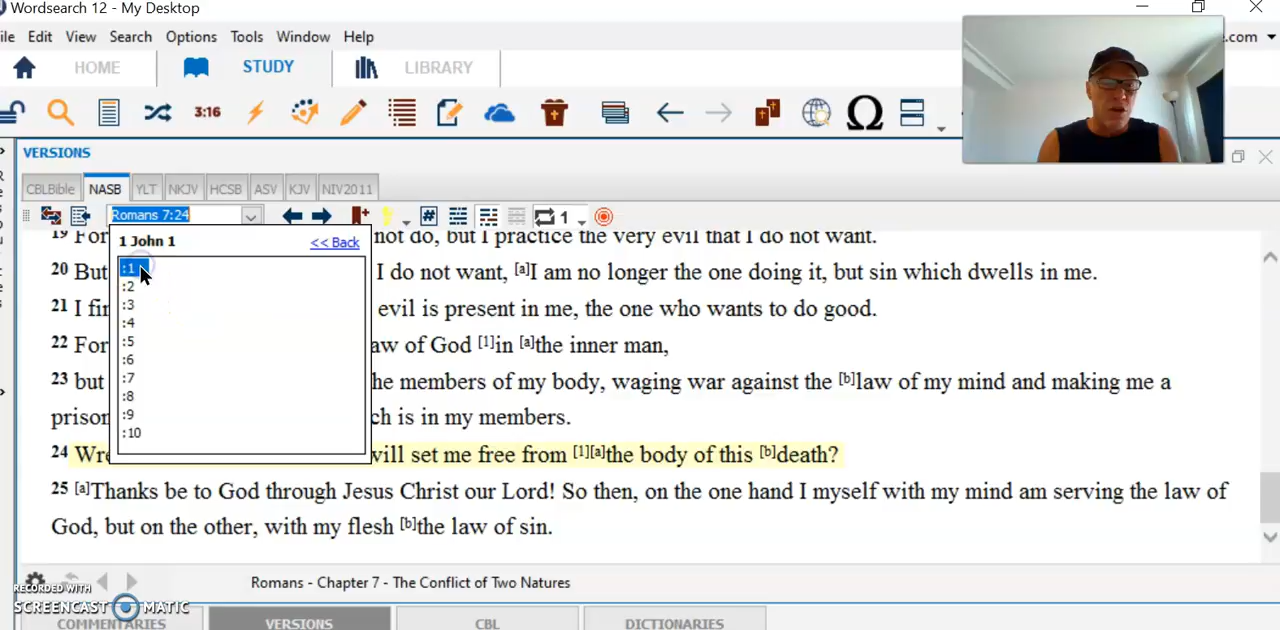 Wordsearch 12 - My Desktop
ile Edit View Search Options Tools Window Help
.com
HOME STUDY LIBRARY
3:16
VERSIONS
CBLBible NASB YLT NKJV HCSB ASV KJV NIV2011
Romans 7:24 # 1
1 John 1 << Back
:1
:2
:3
:4
:5
:6
:7
:8
:9
:10
19 For not do, but I practice the very evil that I do not want.
20 But I do not want, [a]I am no longer the one doing it, but sin which dwells in me.
21 I fin evil is present in me, the one who wants to do good.
22 For aw of God [1]in [a]the inner man,
23 but he members of my body, waging war against the [b]law of my mind and making me a
prison ch is in my members.
24 Wre will set me free from [1][a]the body of this [b]death?
25 [a]Thanks be to God through Jesus Christ our Lord! So then, on the one hand I myself with my mind am serving the law of
God, but on the other, with my flesh [b]the law of sin.
Romans - Chapter 7 - The Conflict of Two Natures
RECORDED WITH
SCREENCAST MATIC
COMMENTARIES VERSIONS CBL DICTIONARIES